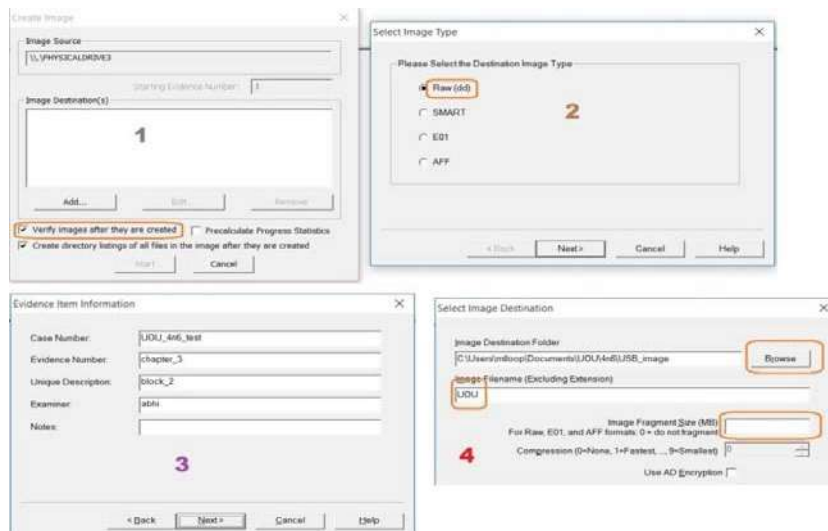 Create Image
Image Source
\\.\PHYSICALDRIVE3
Starting Evidence Number: 1
Image Destination(s)
1
Add... Edit... Remove
Verify images after they are created Precalculate Progress Statistics
Create directory listings of all files in the image after they are created
Start... Cancel
Select Image Type
Please Select the Destination Image Type
Raw (dd)
SMART
E01
AFF
2
< Back Next > Cancel Help
Evidence Item Information
Case Number: UOU_4n6_test
Evidence Number: chapter_3
Unique Description: block_2
Examiner: abhi
Notes:
3
< Back Next > Cancel Help
Select Image Destination
Image Destination Folder
C:\Users\mlloop\Documents\UOU\4n6\USB_image Browse
Image Filename (Excluding Extension)
UOU
Image Fragment Size (MB)
For Raw, E01, and AFF formats: 0 = do not fragment
4
Compression (0=None, 1=Fastest, ..., 9=Smallest) 0
Use AD Encryption